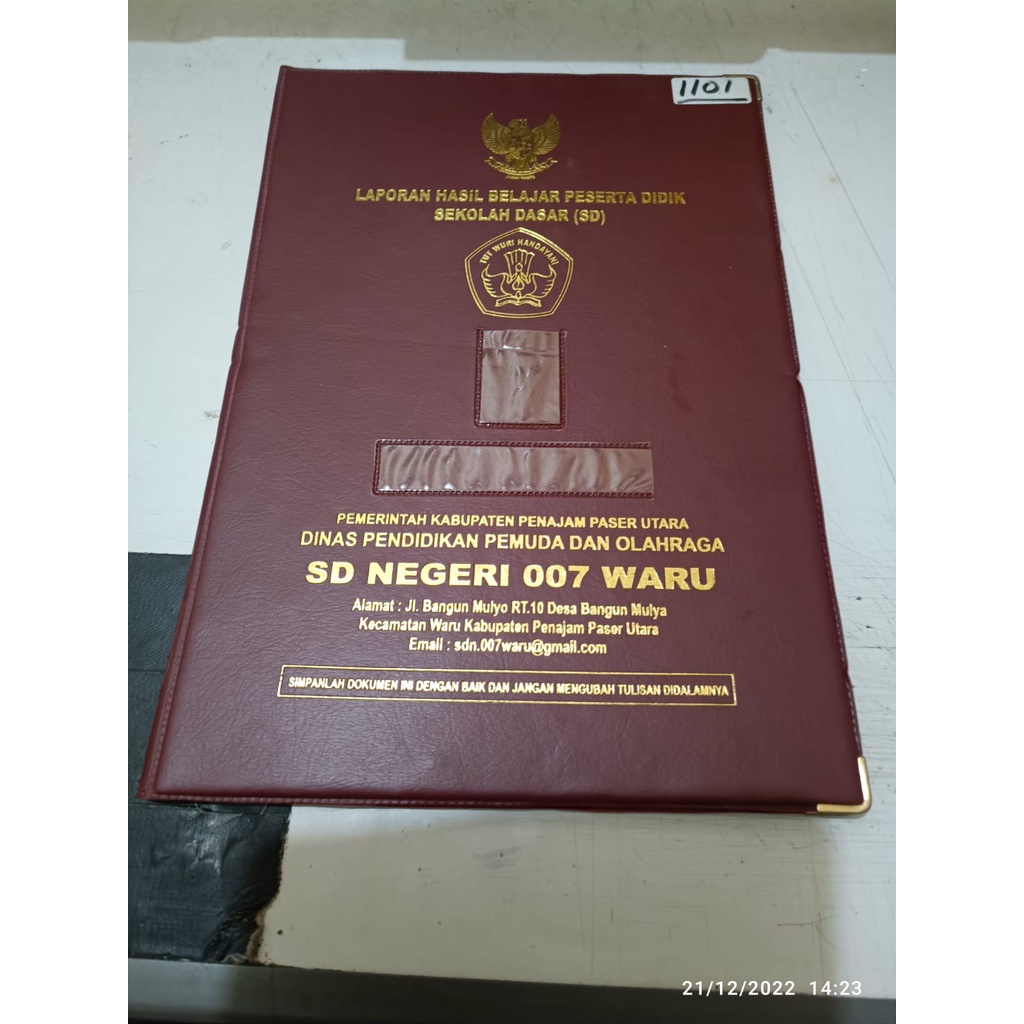 1101
LAPORAN HASIL BELAJAR PESERTA DIDIK
SEKOLAH DASAR (SD)
TUT WURI HANDAYANI
PEMERINTAH KABUPATEN PENAJAM PASER UTARA
DINAS PENDIDIKAN PEMUDA DAN OLAHRAGA
SD NEGERI 007 WARU
Alamat : Jl. Bangun Mulyo RT.10 Desa Bangun Mulya
Kecamatan Waru Kabupaten Penajam Paser Utara
Email : sdn.007waru@gmail.com
SIMPANLAH DOKUMEN INI DENGAN BAIK DAN JANGAN MENGUBAH TULISAN DIDALAMNYA
21/12/2022 14:23